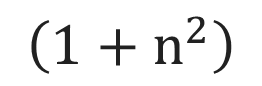 (1 + n²)